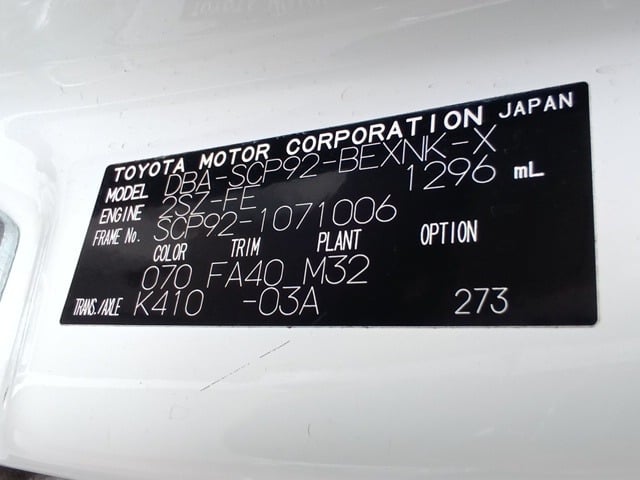 TOYOTA MOTOR CORPORATION JAPAN
MODEL DBA-SCP92-BEXNK-X
ENGINE 2SZ-FE 1296 mL
FRAME No. SCP92-1071006
COLOR TRIM PLANT OPTION
070 FA40 M32
TRANS./AXLE K410 -03A 273